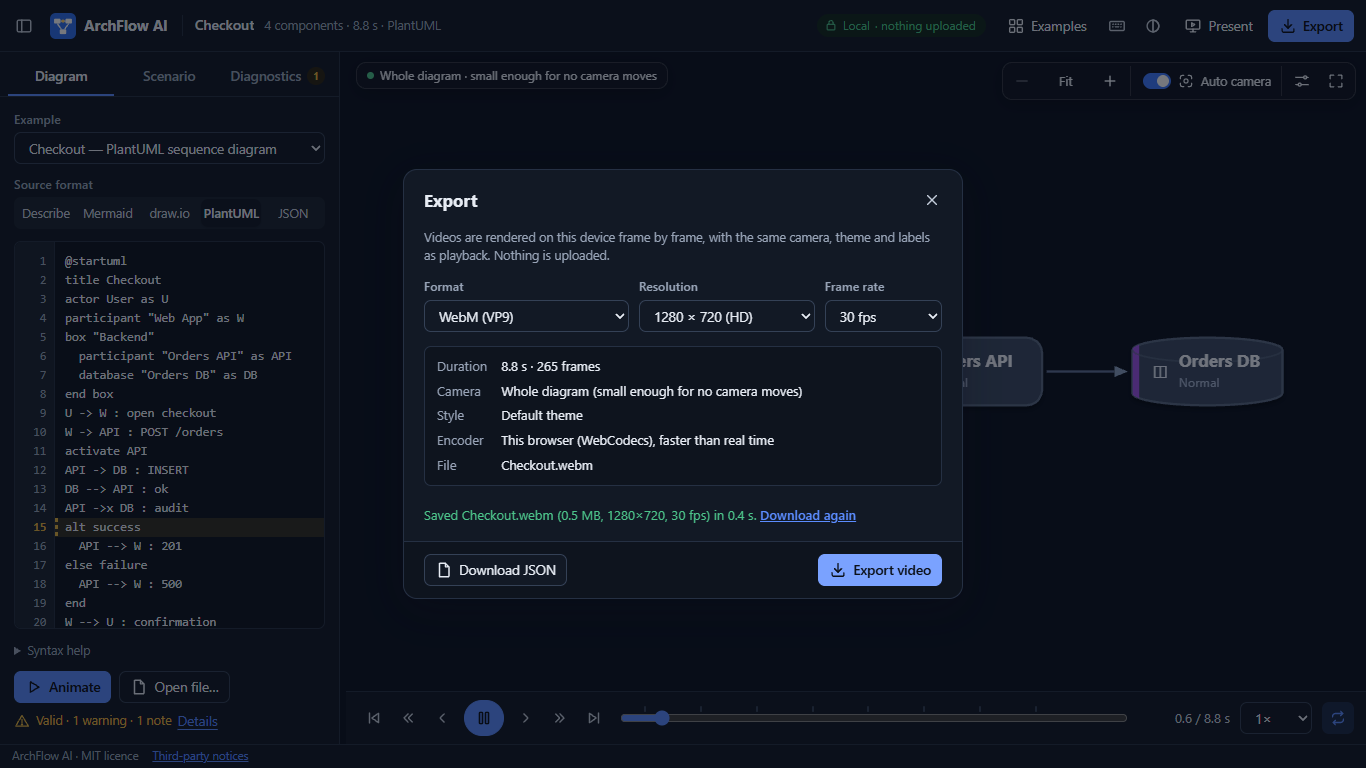 ArchFlow AI
Checkout 4 components · 8.8 s · PlantUML
Local · nothing uploaded
Examples
Present
Export
Diagram
Scenario
Diagnostics 1
Whole diagram · small enough for no camera moves
Fit
Auto camera
Example
Checkout — PlantUML sequence diagram
Source format
Describe Mermaid draw.io PlantUML JSON
1 @startuml
2 title Checkout
3 actor User as U
4 participant "Web App" as W
5 box "Backend"
6 participant "Orders API" as API
7 database "Orders DB" as DB
8 end box
9 U -> W : open checkout
10 W -> API : POST /orders
11 activate API
12 API -> DB : INSERT
13 DB --> API : ok
14 API ->x DB : audit
15 alt success
16 API --> W : 201
17 else failure
18 API --> W : 500
19 end
20 W --> U : confirmation
Syntax help
Animate
Open file...
Valid · 1 warning · 1 note Details
ArchFlow AI · MIT licence Third-party notices
Export
Videos are rendered on this device frame by frame, with the same camera, theme and labels
as playback. Nothing is uploaded.
Format
Resolution
Frame rate
WebM (VP9)
1280 × 720 (HD)
30 fps
Duration 8.8 s · 265 frames
Camera Whole diagram (small enough for no camera moves)
Style Default theme
Encoder This browser (WebCodecs), faster than real time
File Checkout.webm
Saved Checkout.webm (0.5 MB, 1280×720, 30 fps) in 0.4 s. Download again
Download JSON
Export video
API
Orders DB
Normal
0.6 / 8.8 s
1×